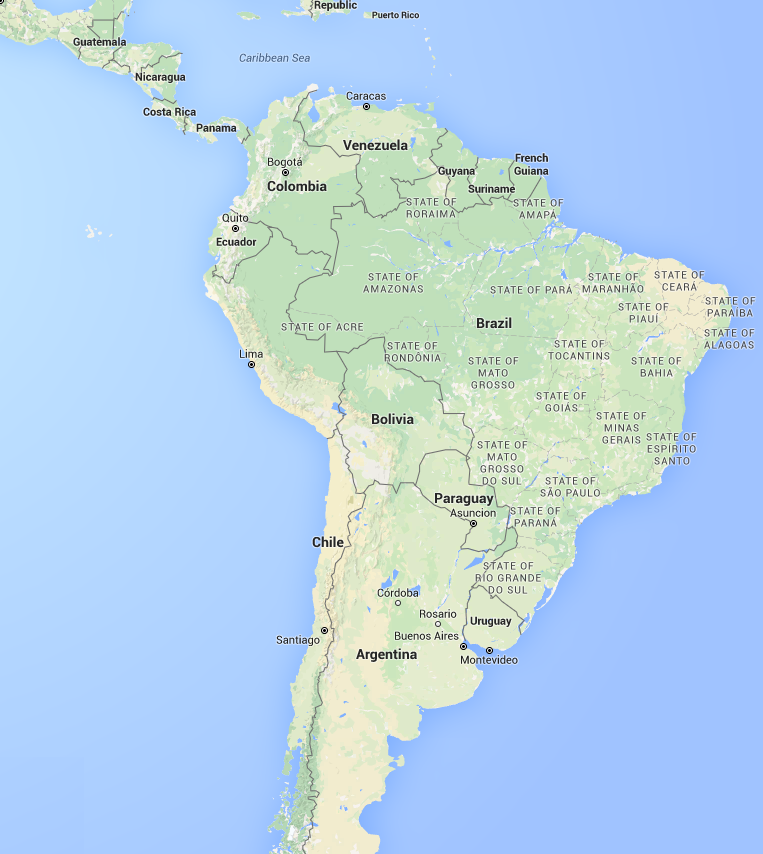 Republic
Puerto Rico
Guatemala
Caribbean Sea
Nicaragua
Costa Rica
Panama
Caracas
Venezuela
Bogotá
Colombia
Guyana
French
Guiana
Suriname
STATE OF
RORAIMA
STATE OF
AMAPÁ
Quito
Ecuador
STATE OF
AMAZONAS
STATE OF PARÁ
STATE OF
MARANHÃO
STATE OF
CEARÁ
STATE OF
PARAÍBA
STATE OF
PIAUÍ
STATE OF ACRE
Brazil
STATE OF
ALAGOAS
Lima
STATE OF
RONDÔNIA
STATE OF
TOCANTINS
STATE OF
MATO
GROSSO
STATE OF
BAHIA
STATE OF
GOIÁS
Bolivia
STATE OF
MINAS
GERAIS
STATE OF
ESPÍRITO
SANTO
STATE OF
MATO
GROSSO
DO SUL
STATE OF
SÃO PAULO
Paraguay
Asuncion
STATE OF
PARANÁ
Chile
STATE OF
RIO GRANDE
DO SUL
Córdoba
Rosario
Uruguay
Santiago
Buenos Aires
Argentina
Montevideo